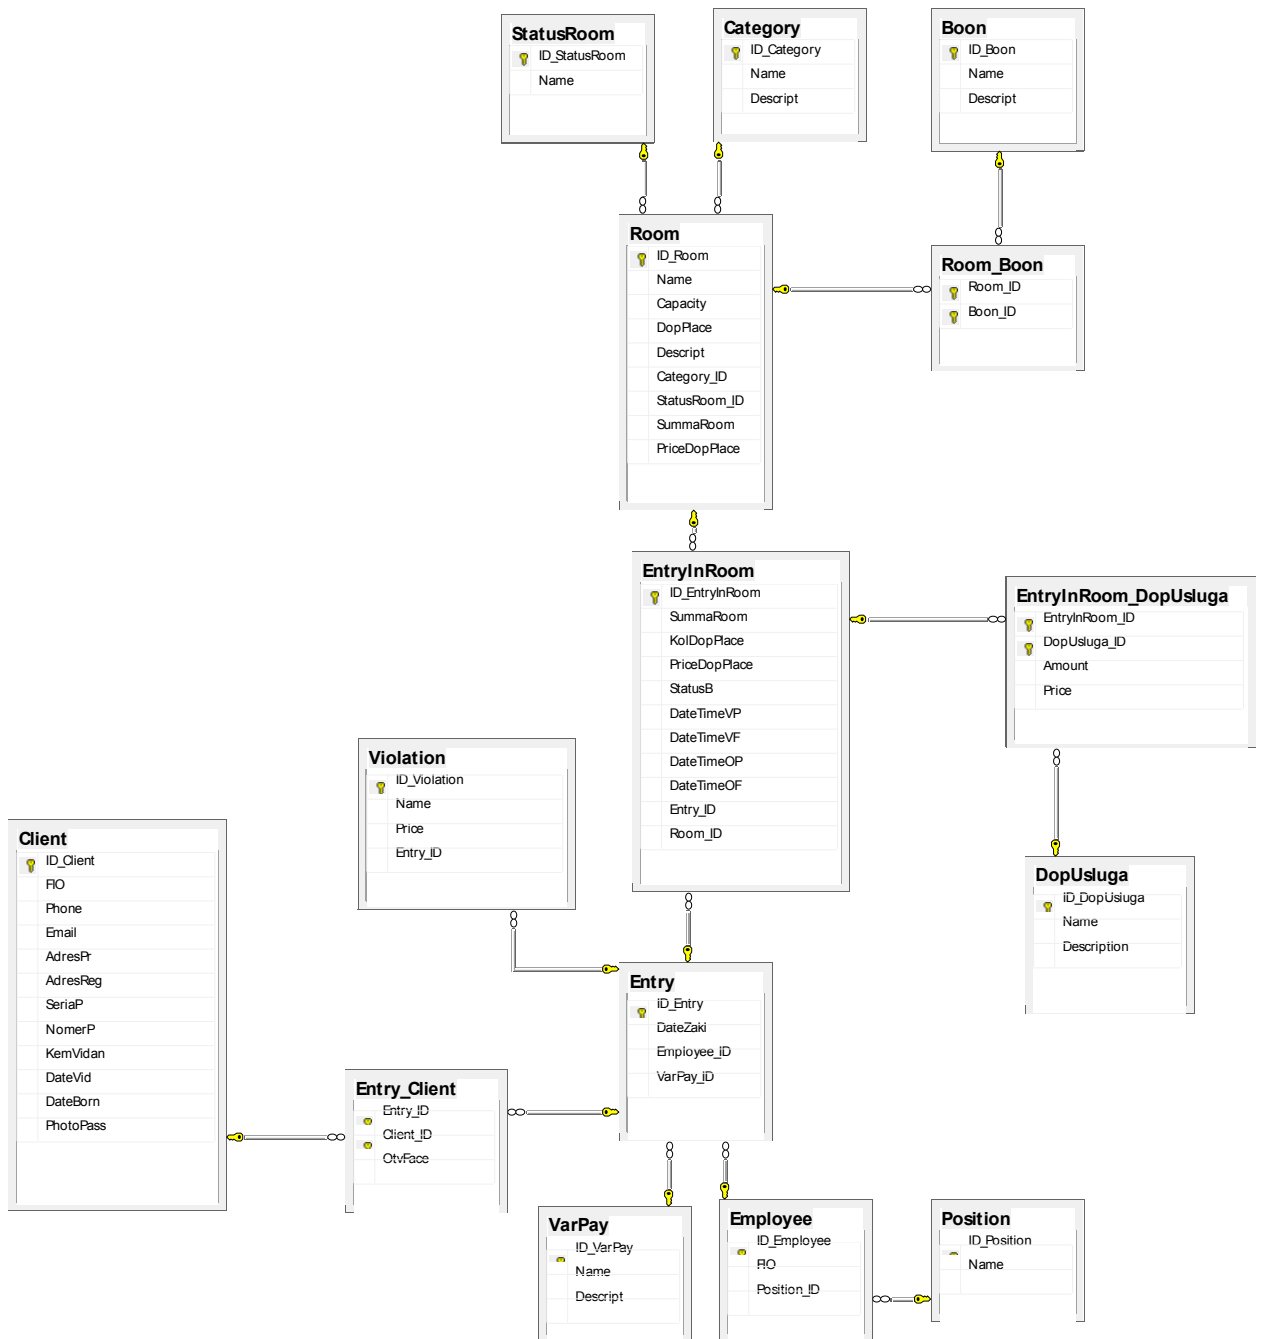 StatusRoom
ID_StatusRoom
Name
Category
ID_Category
Name
Descript
Boon
ID_Boon
Name
Descript
Room
ID_Room
Name
Capacity
DopPlace
Descript
Category_ID
StatusRoom_ID
SummaRoom
PriceDopPlace
Room_Boon
Room_ID
Boon_ID
EntryInRoom
ID_EntryInRoom
SummaRoom
KolDopPlace
PriceDopPlace
StatusB
DateTimeVP
DateTimeVF
DateTimeOP
DateTimeOF
Entry_ID
Room_ID
EntryInRoom_DopUsluga
EntryInRoom_ID
DopUsluga_ID
Amount
Price
Violation
ID_Violation
Name
Price
Entry_ID
Client
ID_Client
FIO
Phone
Email
AdresPr
AdresReg
SeriaP
NomerP
KemVidan
DateVid
DateBorn
PhotoPass
DopUsluga
ID_DopUsluga
Name
Description
Entry
ID_Entry
DateZaki
Employee_ID
VarPay_ID
Entry_Client
Entry_ID
Client_ID
OtvFace
VarPay
ID_VarPay
Name
Descript
Employee
ID_Employee
FIO
Position_ID
Position
ID_Position
Name